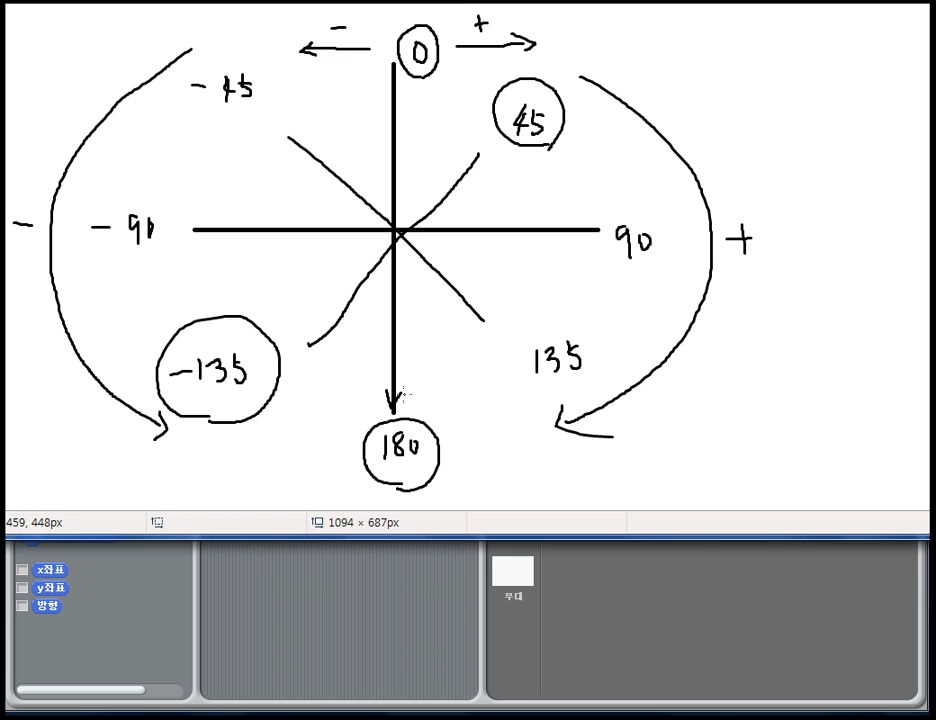 - +
0
- 45
45
- - 90
90 +
-135
135
180
459, 448px
1094 × 687px
x좌표
y좌표
방향
무대